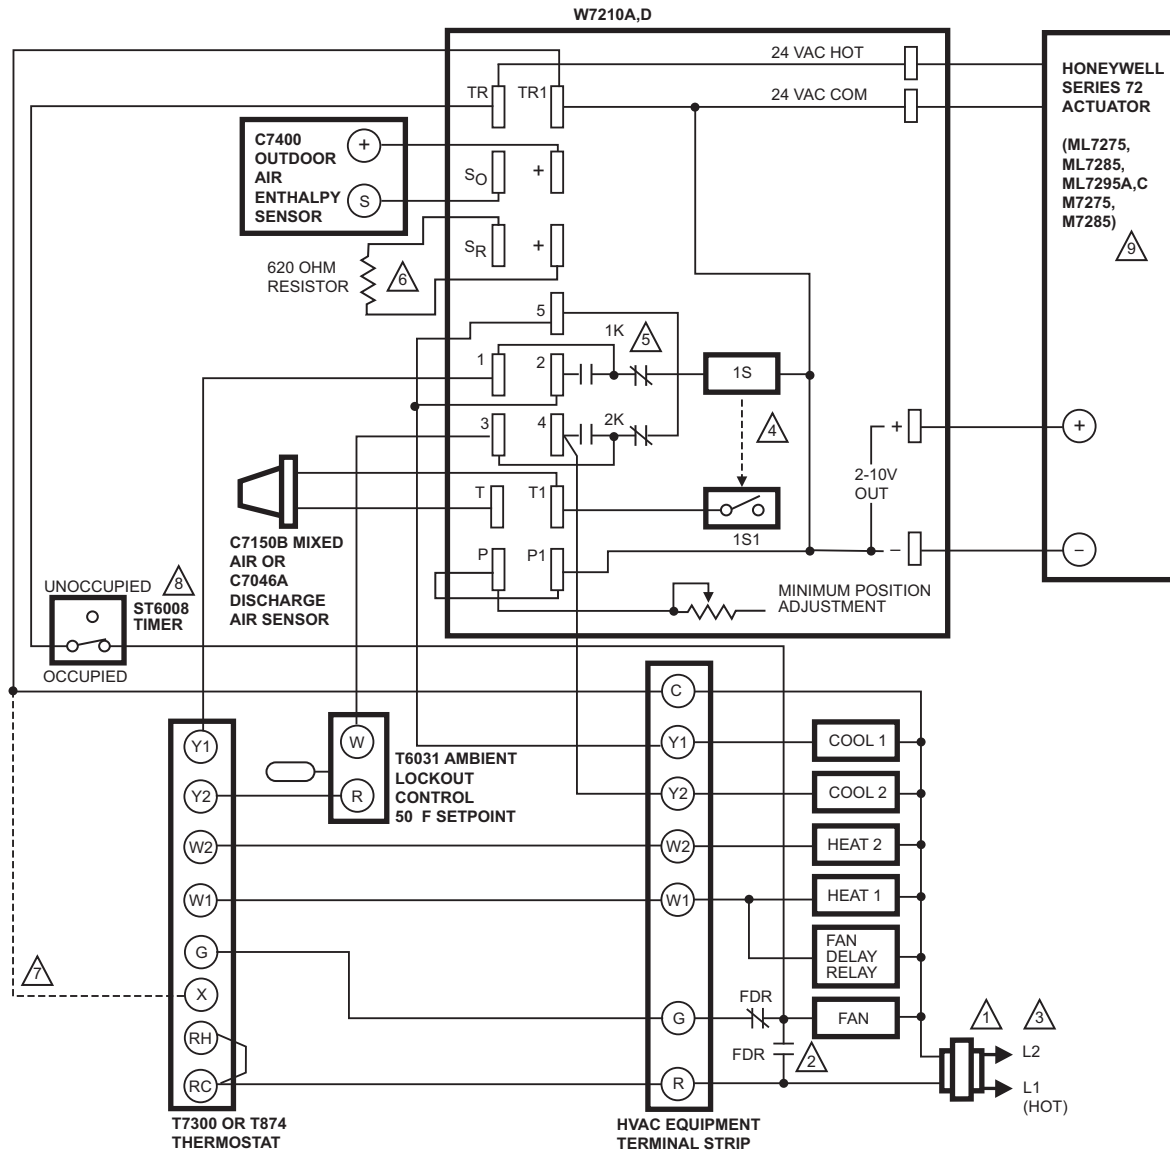 W7210A,D
24 VAC HOT
TR
TR1
24 VAC COM
HONEYWELL
SERIES 72
ACTUATOR
(ML7275,
ML7285,
ML7295A,C
M7275,
M7285)
9
C7400
OUTDOOR
AIR
ENTHALPY
SENSOR
+
S
SO
+
SR
+
620 OHM
RESISTOR
6
5
1K
5
1
2
1S
3
4
2K
4
+
+
2-10V
OUT
T
T1
1S1
C7150B MIXED
AIR OR
C7046A
DISCHARGE
AIR SENSOR
P
P1
–
–
MINIMUM POSITION
ADJUSTMENT
UNOCCUPIED
8
ST6008
TIMER
OCCUPIED
C
Y1
W
Y1
COOL 1
T6031 AMBIENT
LOCKOUT
CONTROL
50 F SETPOINT
Y2
R
Y2
COOL 2
W2
W2
HEAT 2
W1
W1
HEAT 1
G
FAN
DELAY
RELAY
7
X
FDR
G
FAN
1
3
RH
FDR
2
L2
RC
R
L1
(HOT)
T7300 OR T874
THERMOSTAT
HVAC EQUIPMENT
TERMINAL STRIP